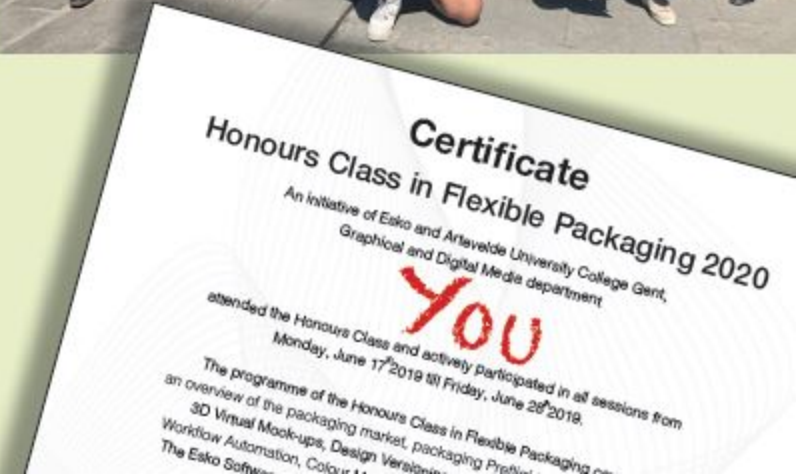 Certificate
Honours Class in Flexible Packaging 2020
An initiative of Esko and Artevelde University College Gent,
Graphical and Digital Media department
YOU
attended the Honours Class and actively participated in all sessions from
Monday, June 17th 2019 till Friday, June 28th 2019.
The programme of the Honours Class in Flexible Packaging
an overview of the packaging market, packaging
3D Virtual Mock-ups, Design
Workflow Automation, Colour
The Esko